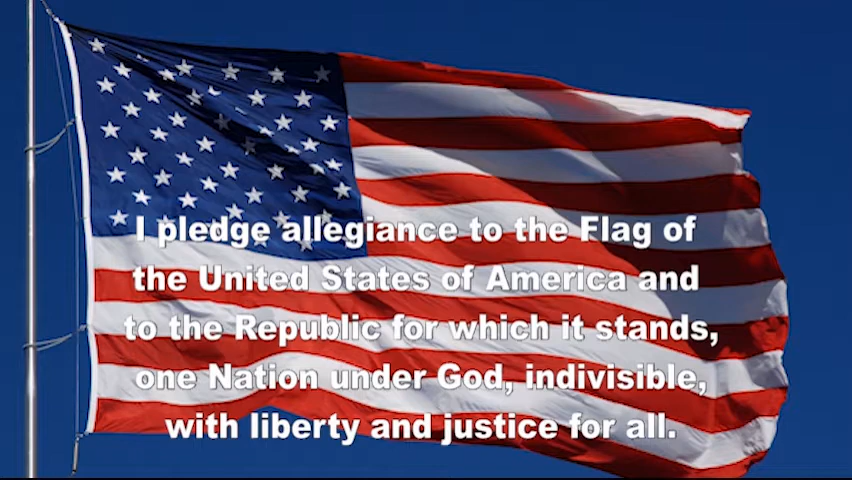 I pledge allegiance to the Flag of
the United States of America and
to the Republic for which it stands,
one Nation under God, indivisible,
with liberty and justice for all.